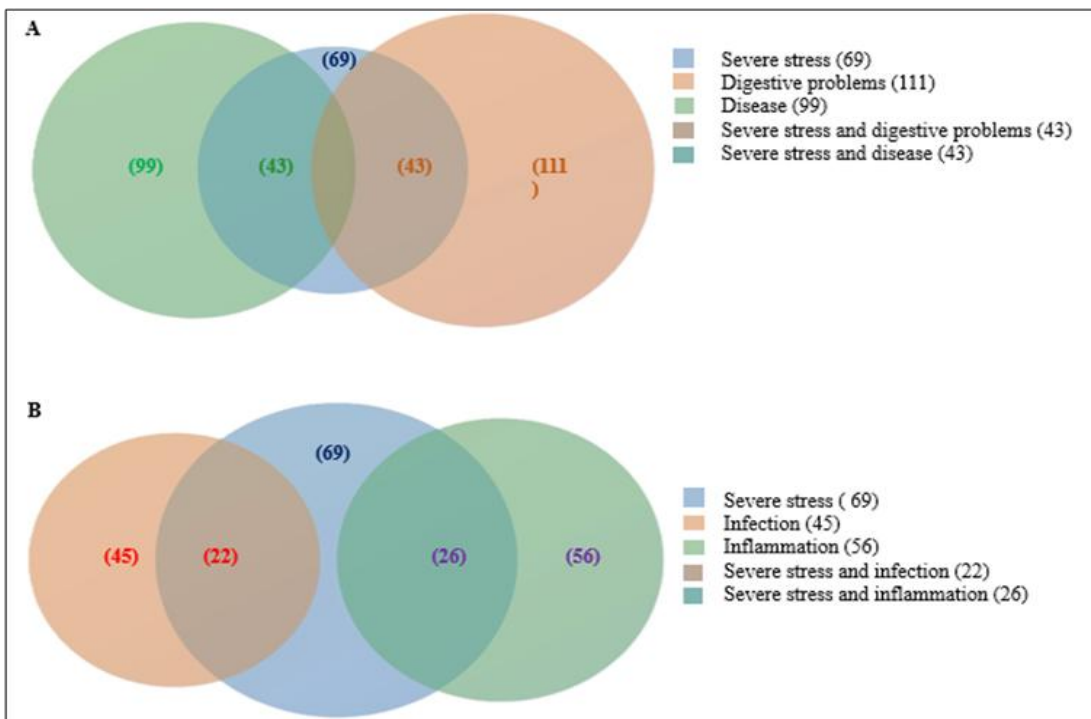 A
(69)
(99)
(43)
(43)
(111
)
Severe stress (69)
Digestive problems (111)
Disease (99)
Severe stress and digestive problems (43)
Severe stress and disease (43)
B
(69)
(45)
(22)
(26)
(56)
Severe stress ( 69)
Infection (45)
Inflammation (56)
Severe stress and infection (22)
Severe stress and inflammation (26)